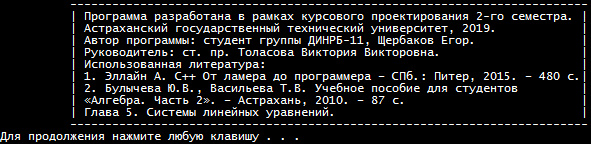 ---------------------------------------------------------------
| Программа разработана в рамках курсового проектирования 2-го семестра. |
| Астраханский государственный технический университет, 2019. |
| Автор программы: студент группы ДИНРБ-11, Щербаков Егор. |
| Руководитель: ст. пр. Толасова Виктория Викторовна. |
| Использованная литература: |
| 1. Эллайн А. С++ От ламера до программера - СПб.: Питер, 2015. - 480 с.|
| 2. Булычева Ю.В., Васильева Т.В. Учебное пособие для студентов |
| «Алгебра. Часть 2». - Астрахань, 2010. - 87 с. |
| Глава 5. Системы линейных уравнений. |
---------------------------------------------------------------
Для продолжения нажмите любую клавишу . . .